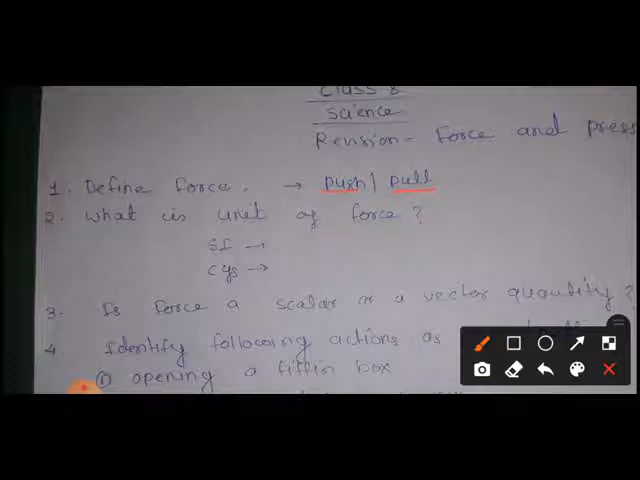 Class 8
Science
Revision - Force and press
1. Define force. → push/ pull
2. What is unit of force?
SI →
Cgs →
3. Is force a scalar or a vector quantity?
4 Identify following actions as
(i) opening a tiffin box